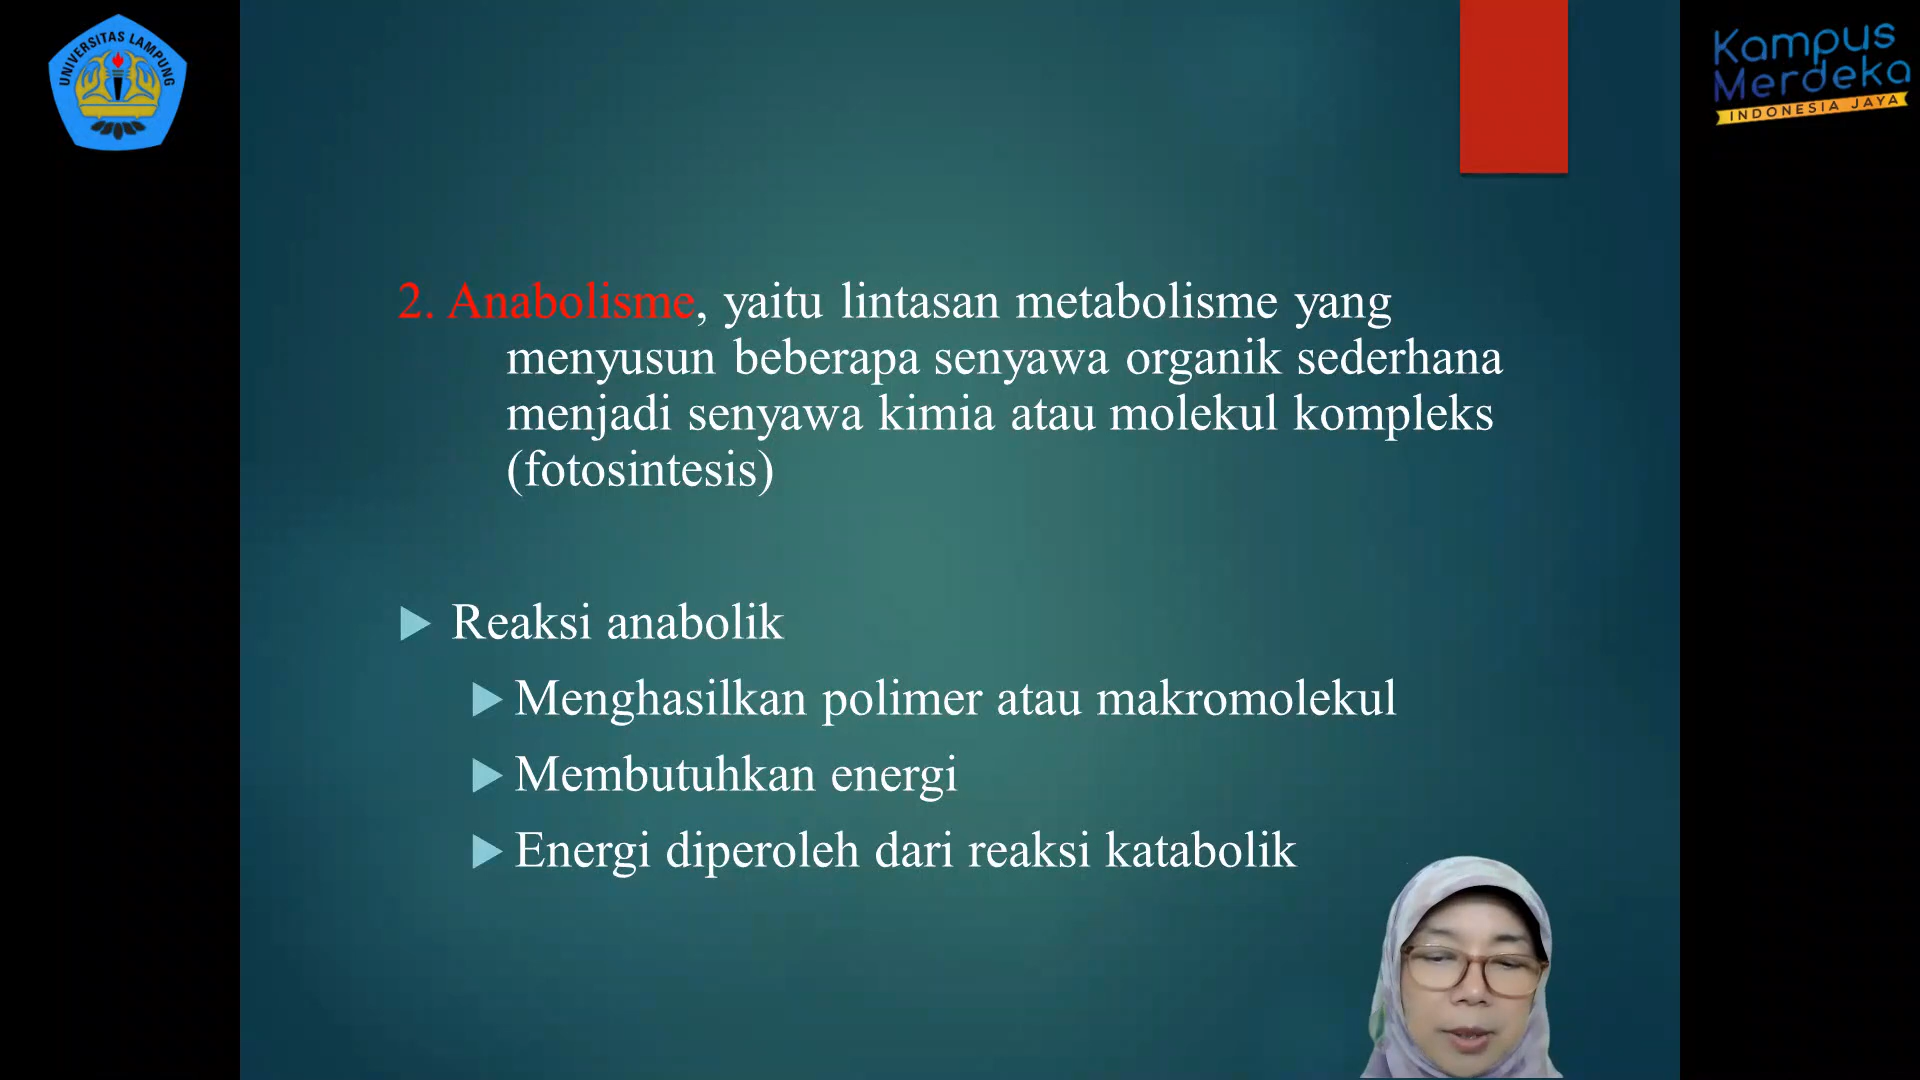 UNIVERSITAS LAMPUNG
Kampus
Merdeka
INDONESIA JAYA
2. Anabolisme, yaitu lintasan metabolisme yang
menyusun beberapa senyawa organik sederhana
menjadi senyawa kimia atau molekul kompleks
(fotosintesis)
Reaksi anabolik
Menghasilkan polimer atau makromolekul
Membutuhkan energi
Energi diperoleh dari reaksi katabolik